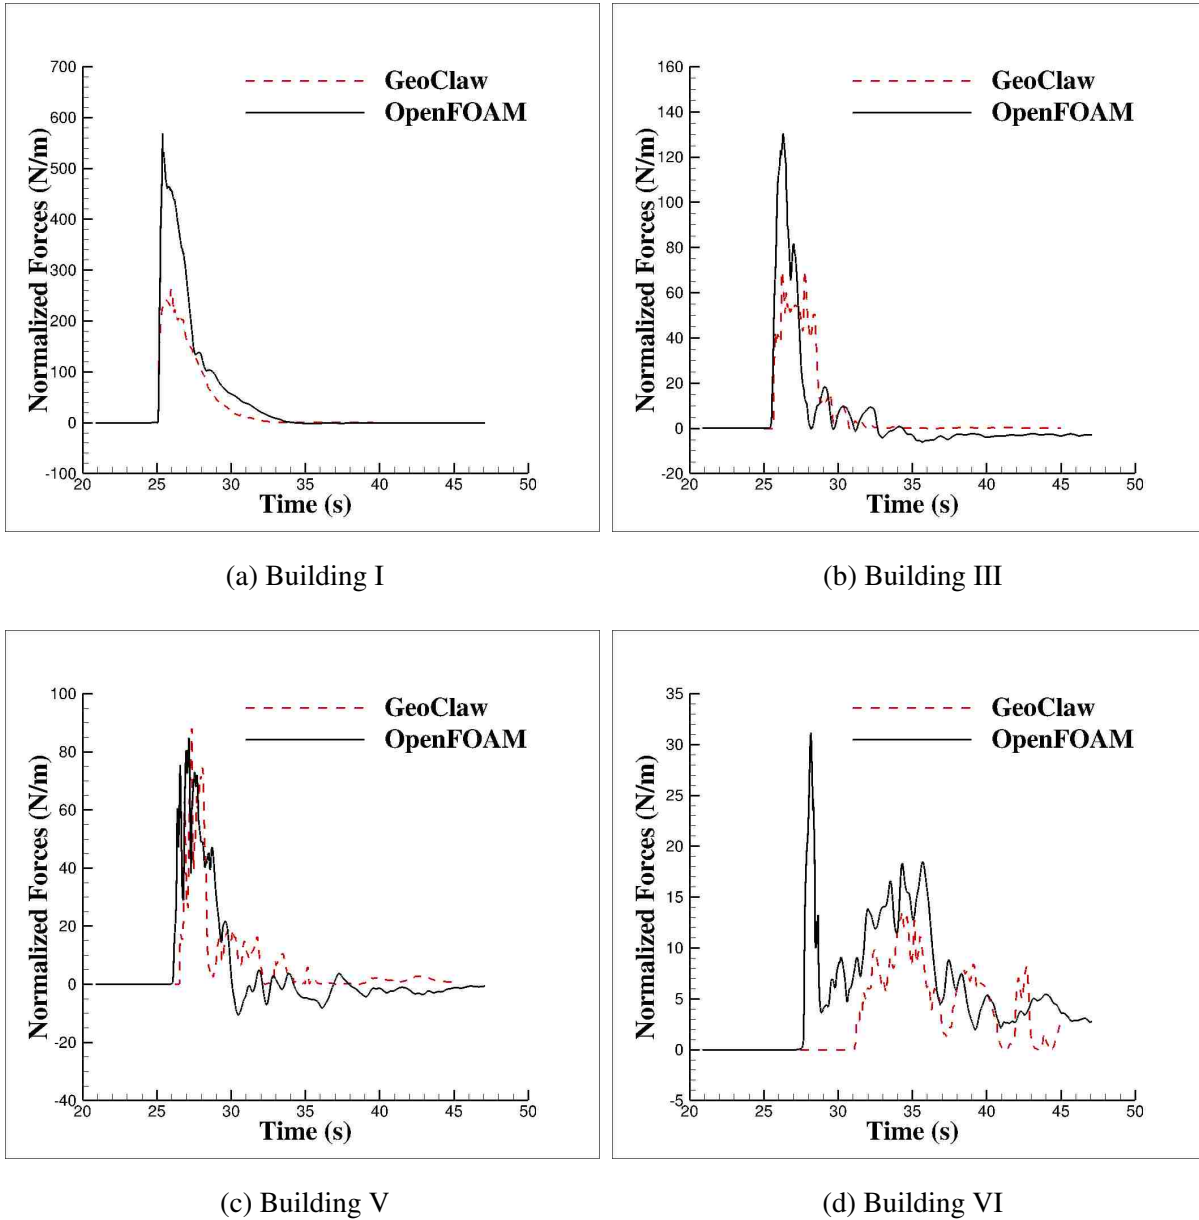 700
600
500
400
300
200
100
0
-100
20 25 30 35 40 45 50
Normalized Forces (N/m)
Time (s)
GeoClaw
OpenFOAM
(a) Building I
160
140
120
100
80
60
40
20
0
-20
20 25 30 35 40 45 50
Normalized Forces (N/m)
Time (s)
GeoClaw
OpenFOAM
(b) Building III
100
80
60
40
20
0
-20
-40
20 25 30 35 40 45 50
Normalized Forces (N/m)
Time (s)
GeoClaw
OpenFOAM
(c) Building V
35
30
25
20
15
10
5
0
-5
20 25 30 35 40 45 50
Normalized Forces (N/m)
Time (s)
GeoClaw
OpenFOAM
(d) Building VI